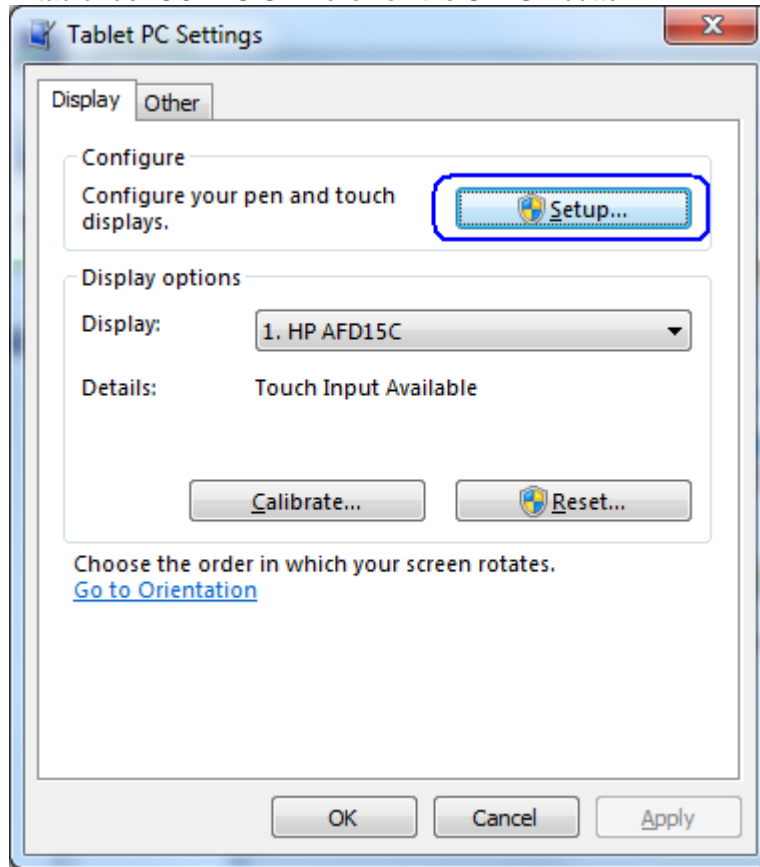 Tablet PC Settings
Display Other
Configure
Configure your pen and touch
displays.
Setup...
Display options
Display: 1. HP AFD15C
Details: Touch Input Available
Calibrate... Reset...
Choose the order in which your screen rotates.
Go to Orientation
OK Cancel Apply